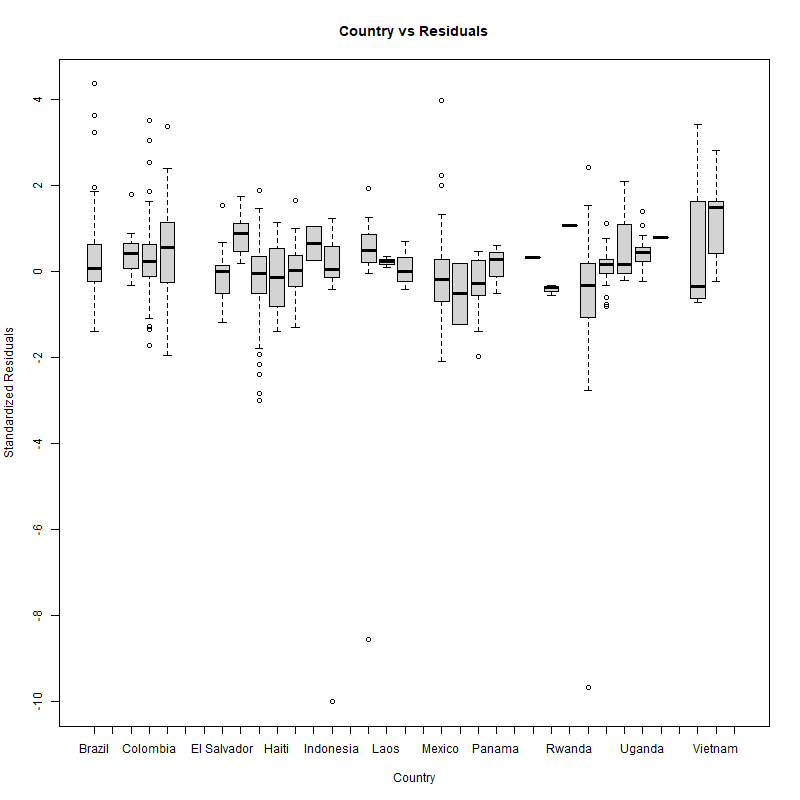 Country vs Residuals
Standardized Residuals
4
2
0
-2
-4
-6
-8
-10
Brazil Colombia El Salvador Haiti Indonesia Laos Mexico Panama Rwanda Uganda Vietnam
Country